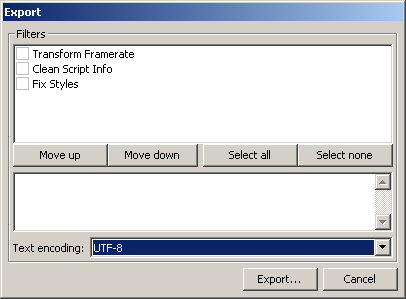 Export
Filters
Transform Framerate
Clean Script Info
Fix Styles
Move up Move down Select all Select none
Text encoding: UTF-8
Export... Cancel